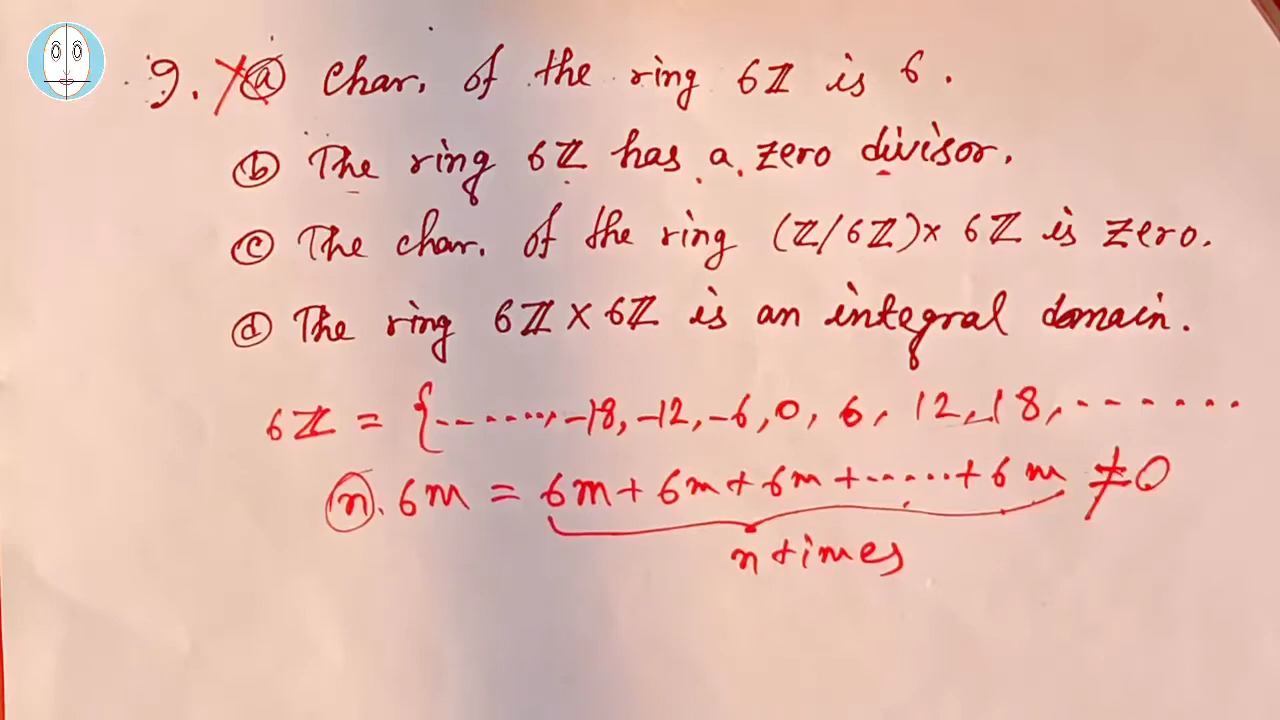 9. ⓐ Char. of the ring 6ℤ is 6.
ⓑ The ring 6ℤ has a zero divisor.
ⓒ The char. of the ring (ℤ/6ℤ)× 6ℤ is zero.
ⓓ The ring 6ℤ × 6ℤ is an integral domain.
6ℤ = {......., -18, -12, -6, 0, 6, 12, 18, .......
n. 6m = 6m + 6m + 6m + ...... + 6m ≠ 0
n times